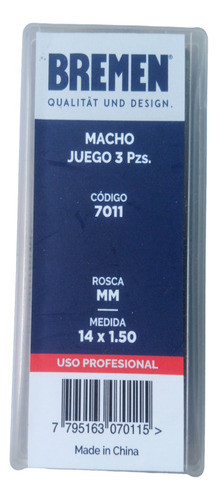 BREMEN®
QUALITÄT UND DESIGN.
MACHO
JUEGO 3 Pzs.
CÓDIGO
7011
ROSCA
MM
MEDIDA
14 x 1.50
USO PROFESIONAL
7 795163 070115 >
Made in China